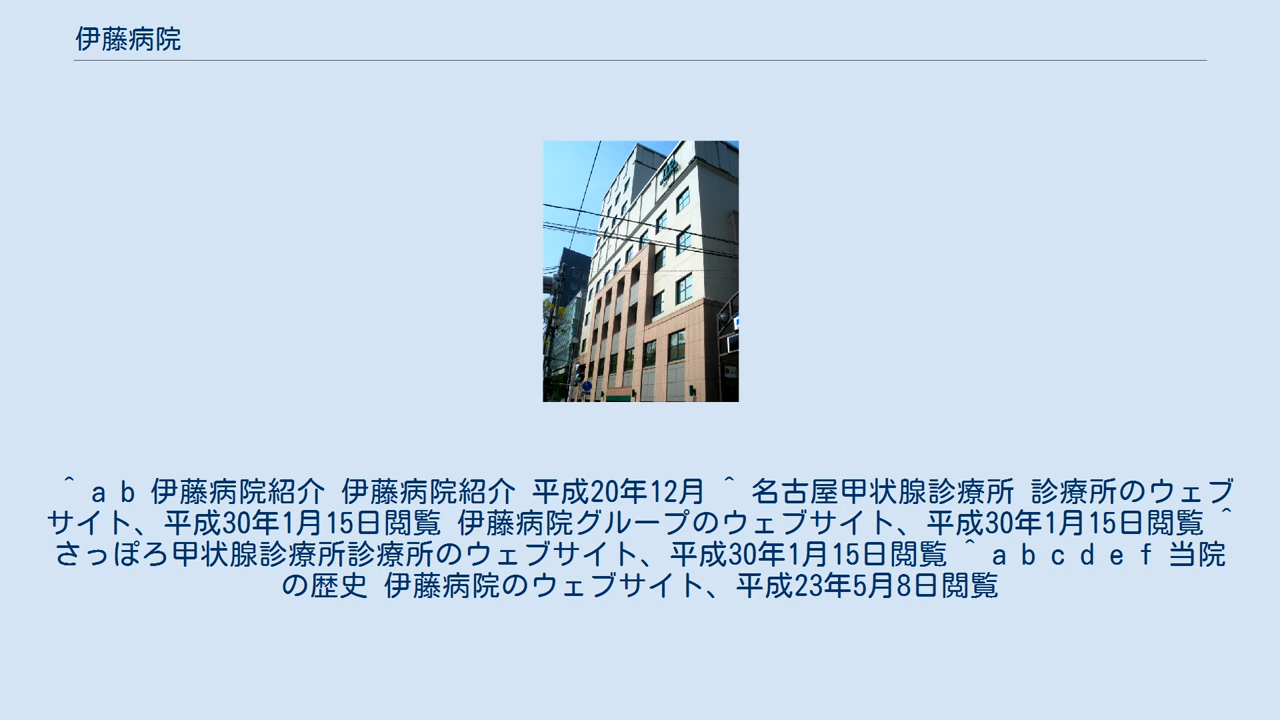 伊藤病院
^ a b 伊藤病院紹介 伊藤病院紹介 平成20年12月 ^ 名古屋甲状腺診療所 診療所のウェブ
サイト、平成30年1月15日閲覧 伊藤病院グループのウェブサイト、平成30年1月15日閲覧 ^
さっぽろ甲状腺診療所診療所のウェブサイト、平成30年1月15日閲覧 ^ a b c d e f 当院
の歴史 伊藤病院のウェブサイト、平成23年5月8日閲覧